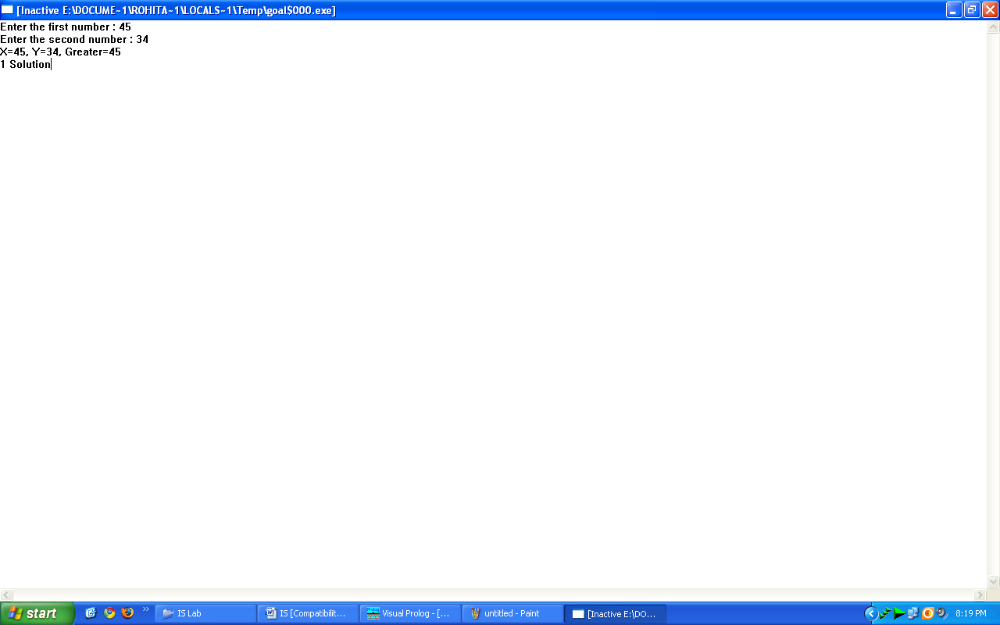 [Inactive E:\DOCUME~1\ROHITA~1\LOCALS~1\Temp\goal$000.exe]
Enter the first number : 45
Enter the second number : 34
X=45, Y=34, Greater=45
1 Solution
start
IS Lab
IS [Compatibilit...
Visual Prolog - [...
untitled - Paint
[Inactive E:\DO...
8:19 PM